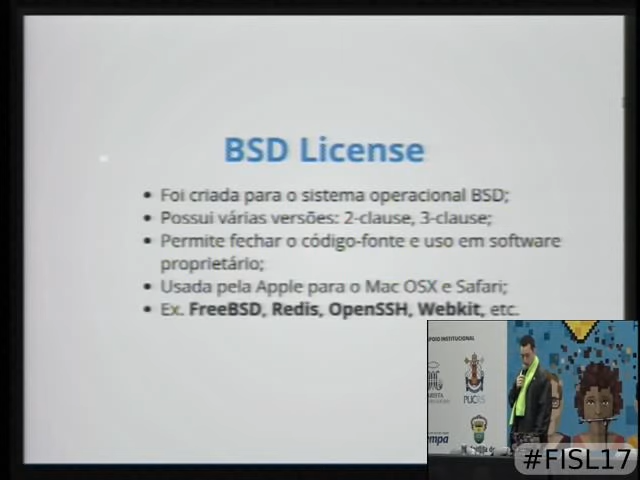 BSD License
• Foi criada para o sistema operacional BSD;
• Possui várias versões: 2-clause, 3-clause;
• Permite fechar o código-fonte e uso em software
proprietário;
• Usada pela Apple para o Mac OSX e Safari;
• Ex. FreeBSD, Redis, OpenSSH, Webkit, etc.
APOIO INSTITUCIONAL
PUCRS
#FISL17